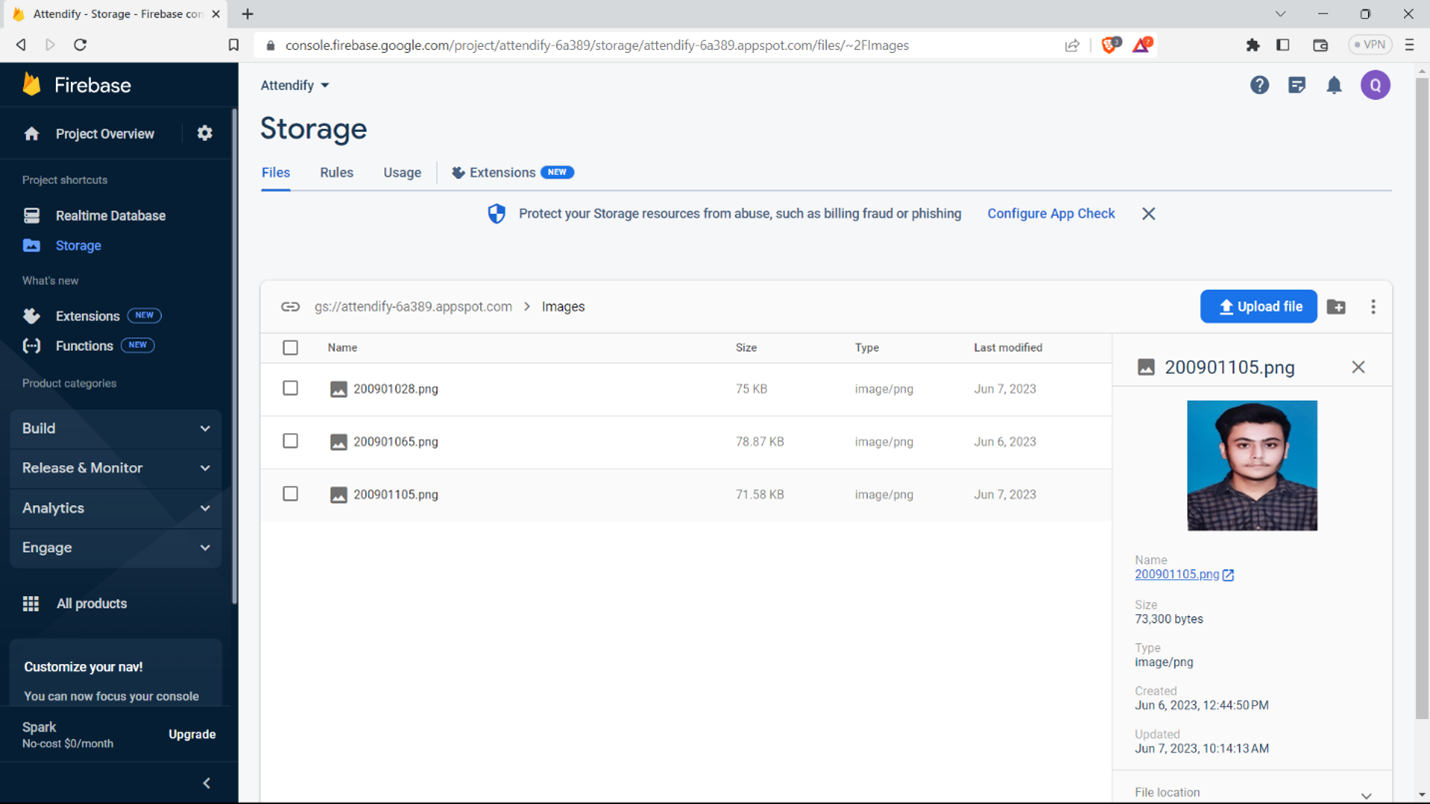 Attendify - Storage - Firebase con
console.firebase.google.com/project/attendify-6a389/storage/attendify-6a389.appspot.com/files/~2FImages
3
VPN
Firebase
Project Overview
Project shortcuts
Realtime Database
Storage
What's new
Extensions NEW
Functions NEW
Product categories
Build
Release & Monitor
Analytics
Engage
All products
Customize your nav!
You can now focus your console
Spark
No-cost $0/month
Upgrade
Attendify
Q
Storage
Files Rules Usage Extensions NEW
Protect your Storage resources from abuse, such as billing fraud or phishing Configure App Check
gs://attendify-6a389.appspot.com > Images
Upload file
Name Size Type Last modified
200901028.png 75 KB image/png Jun 7, 2023
200901065.png 78.87 KB image/png Jun 6, 2023
200901105.png 71.58 KB image/png Jun 7, 2023
200901105.png
Name
200901105.png
Size
73,300 bytes
Type
image/png
Created
Jun 6, 2023, 12:44:50 PM
Updated
Jun 7, 2023, 10:14:13 AM
File location